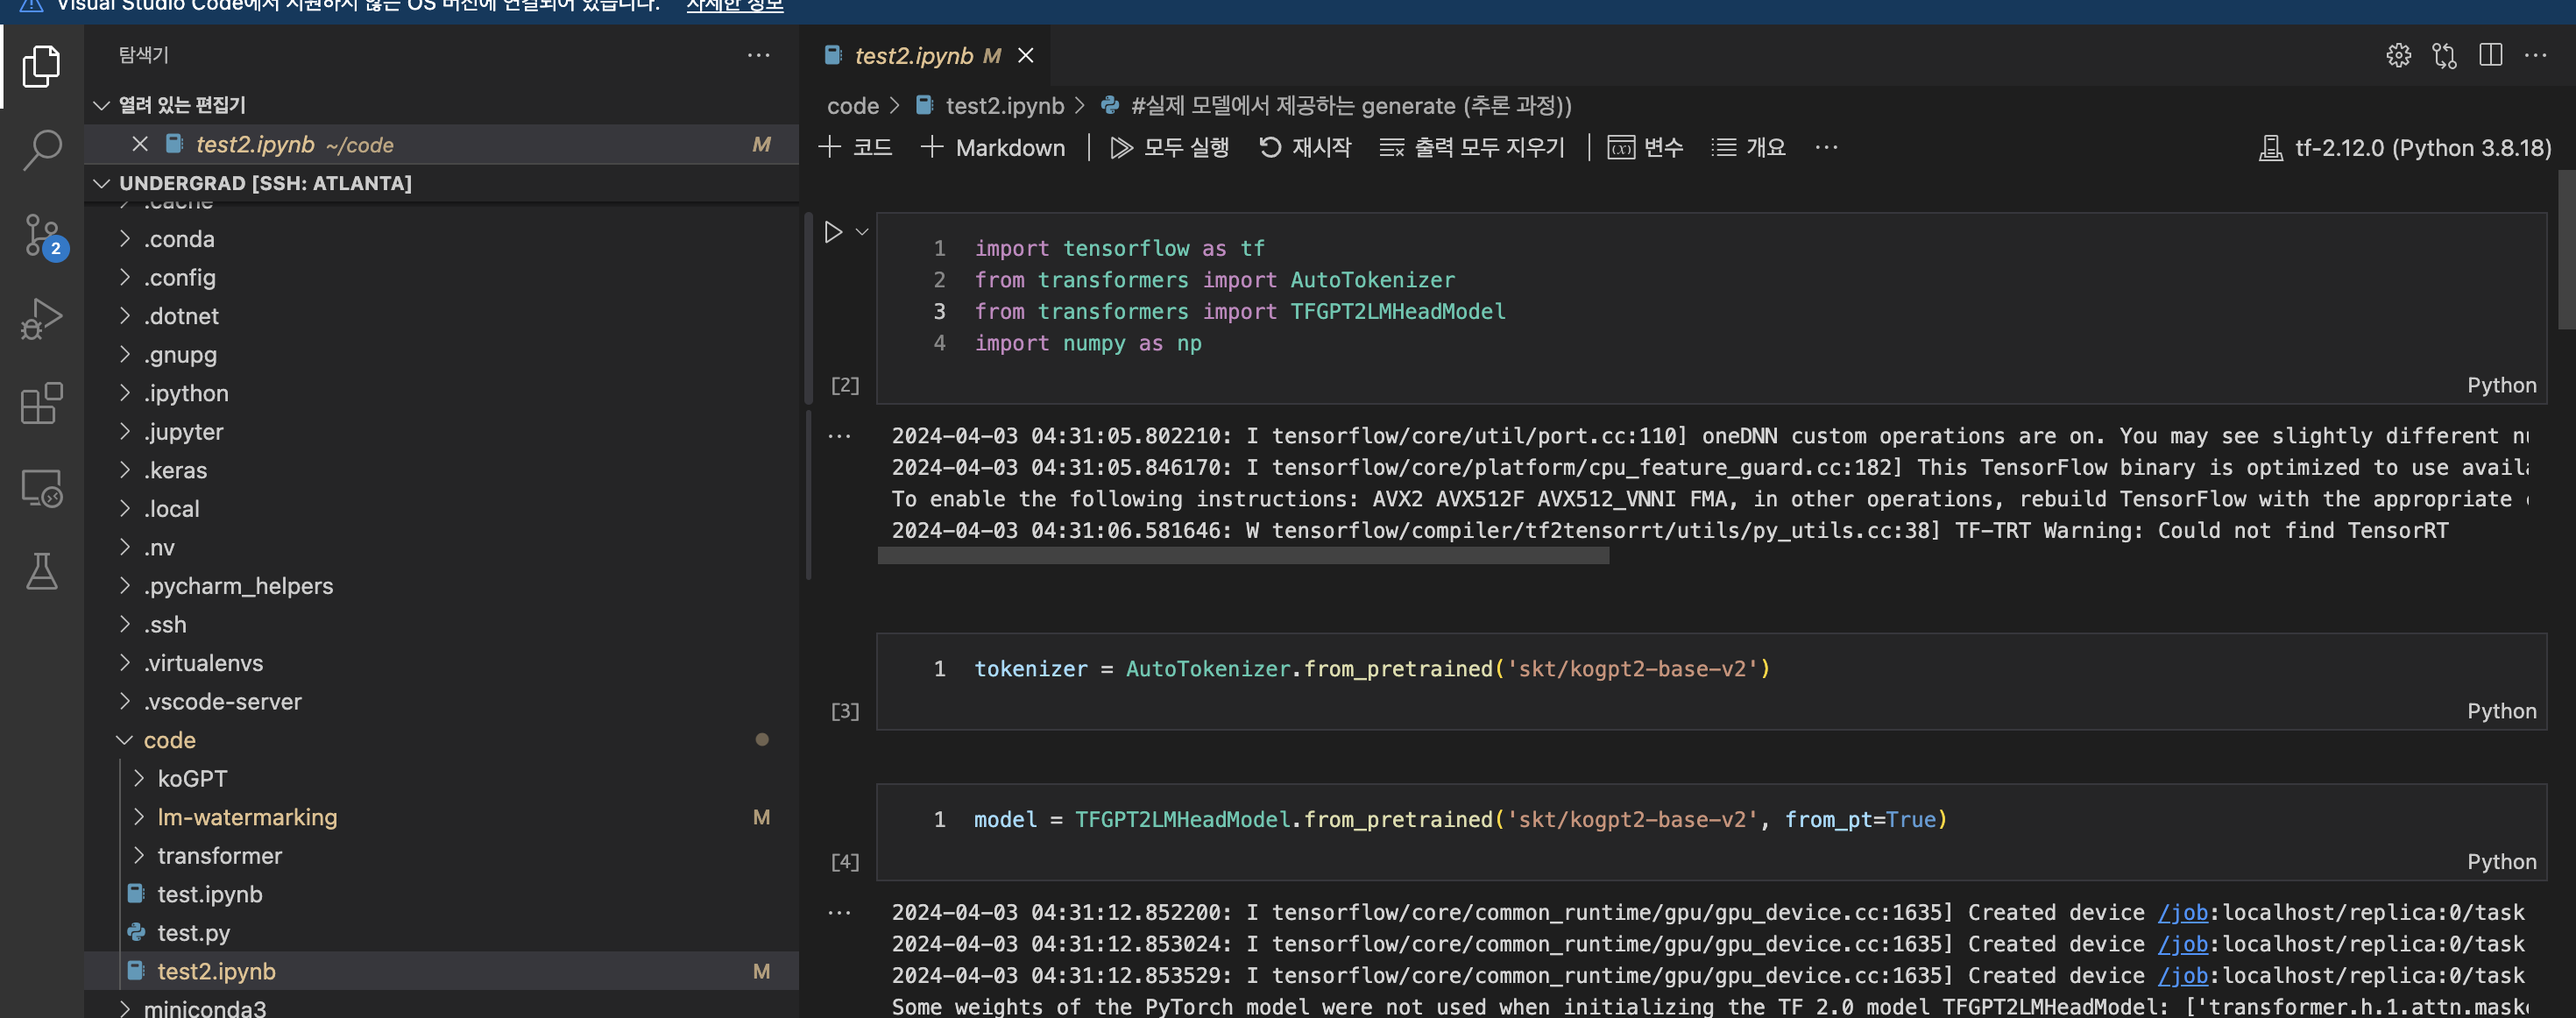 Visual Studio Code에서 지원하지 않는 OS 버전에 연결되어 있습니다. 자세한 정보
탐색기
열려 있는 편집기
test2.ipynb ~/code M
UNDERGRAD [SSH: ATLANTA]
.cache
.conda
2
.config
.dotnet
.gnupg
.ipython
.jupyter
.keras
.local
.nv
.pycharm_helpers
.ssh
.virtualenvs
.vscode-server
code
koGPT
lm-watermarking M
transformer
test.ipynb
test.py
test2.ipynb M
miniconda3
test2.ipynb M
code > test2.ipynb > #실제 모델에서 제공하는 generate (추론 과정))
코드 Markdown 모두 실행 재시작 출력 모두 지우기 변수 개요 ... tf-2.12.0 (Python 3.8.18)
1 import tensorflow as tf
2 from transformers import AutoTokenizer
3 from transformers import TFGPT2LMHeadModel
4 import numpy as np
[2] Python
2024-04-03 04:31:05.802210: I tensorflow/core/util/port.cc:110] oneDNN custom operations are on. You may see slightly different
2024-04-03 04:31:05.846170: I tensorflow/core/platform/cpu_feature_guard.cc:182] This TensorFlow binary is optimized to use
To enable the following instructions: AVX2 AVX512F AVX512_VNNI FMA, in other operations, rebuild TensorFlow with the appropriate
2024-04-03 04:31:06.581646: W tensorflow/compiler/tf2tensorrt/utils/py_utils.cc:38] TF-TRT Warning: Could not find TensorRT
1 tokenizer = AutoTokenizer.from_pretrained('skt/kogpt2-base-v2')
[3] Python
1 model = TFGPT2LMHeadModel.from_pretrained('skt/kogpt2-base-v2', from_pt=True)
[4] Python
2024-04-03 04:31:12.852200: I tensorflow/core/common_runtime/gpu/gpu_device.cc:1635] Created device /job:localhost/replica:0/task
2024-04-03 04:31:12.853024: I tensorflow/core/common_runtime/gpu/gpu_device.cc:1635] Created device /job:localhost/replica:0/task
2024-04-03 04:31:12.853529: I tensorflow/core/common_runtime/gpu/gpu_device.cc:1635] Created device /job:localhost/replica:0/task
Some weights of the PyTorch model were not used when initializing the TF 2.0 model TFGPT2LMHeadModel: ['transformer.h.1.attn.mask